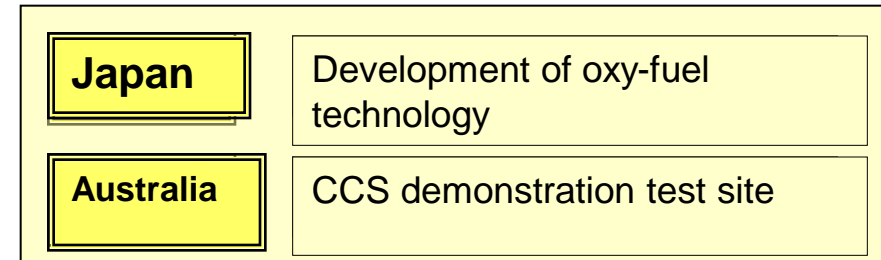 Japan
Development of oxy-fuel
technology
Australia
CCS demonstration test site